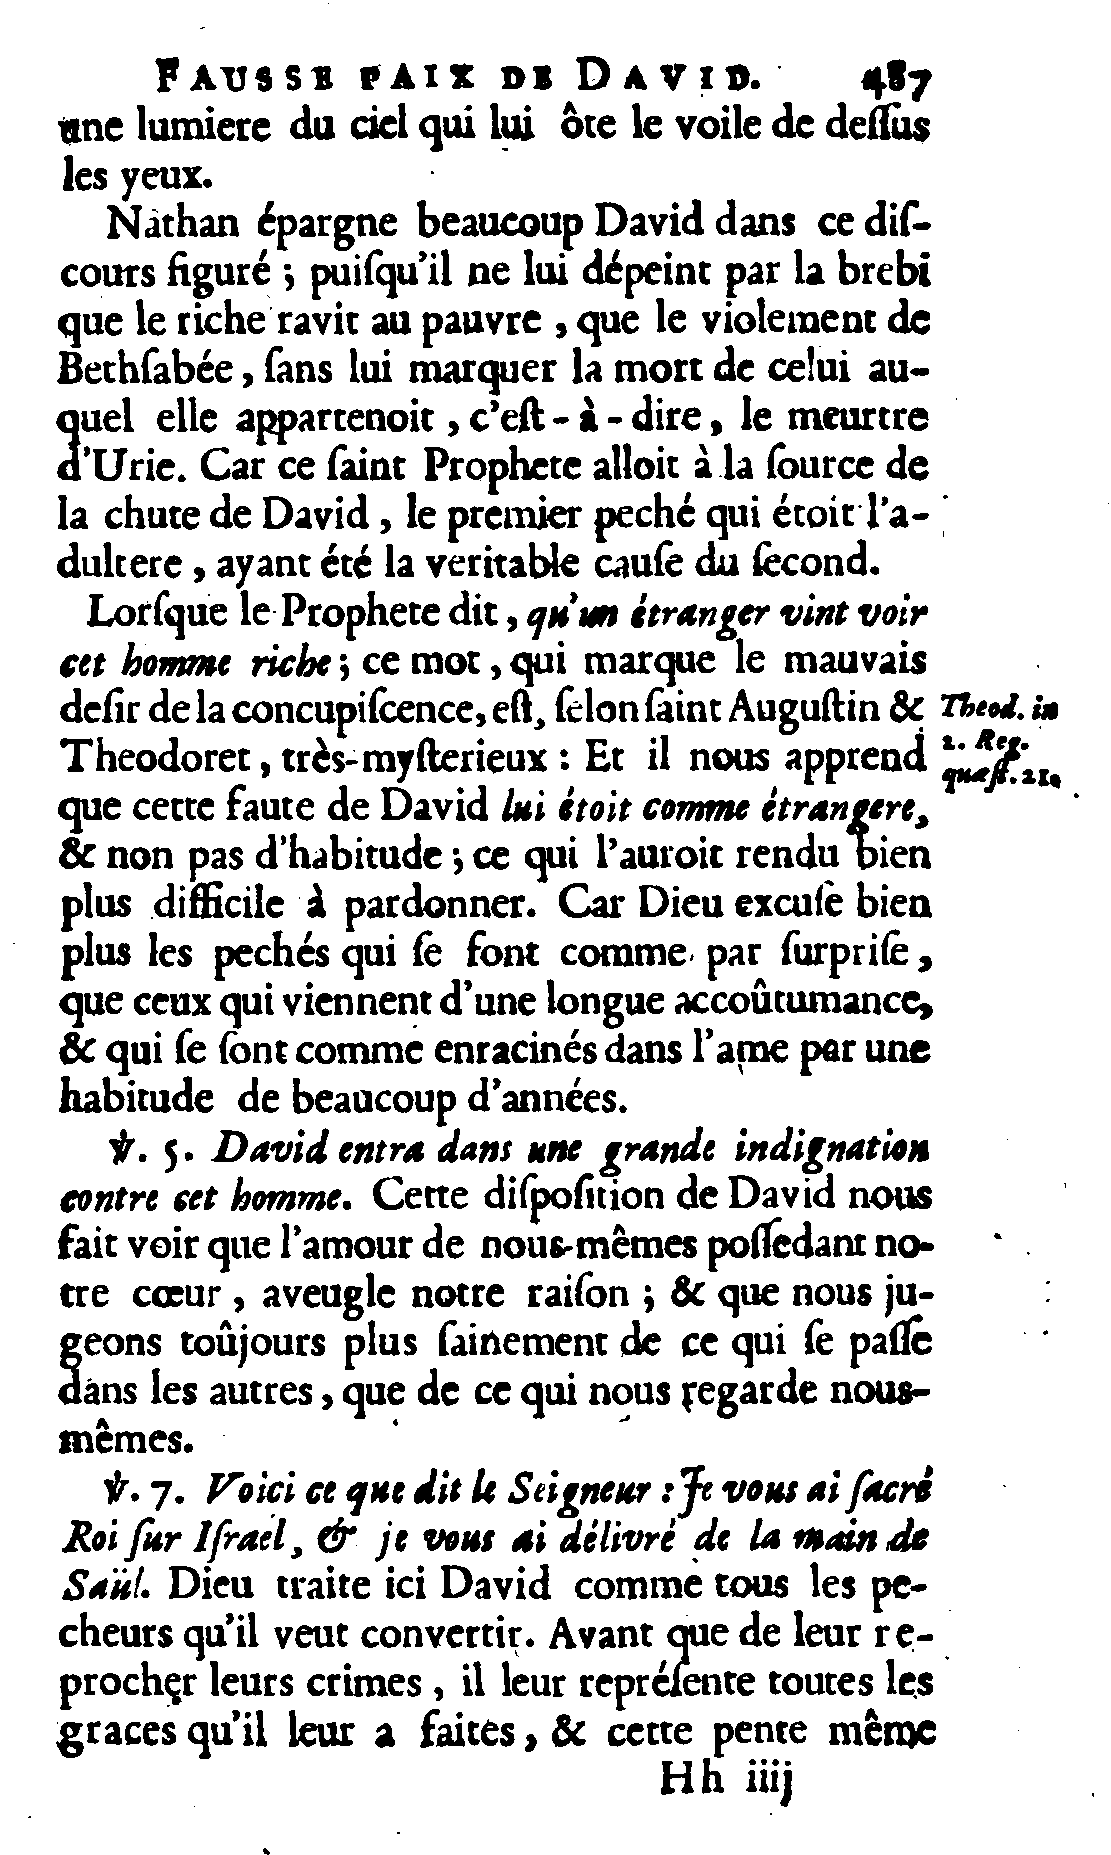 FAUSSE PAIX DE DAVID. 487
une lumiere du ciel qui lui ôte le voile de deſſus
les yeux.
Nathan épargne beaucoup David dans ce diſ-
cours figuré ; puiſqu'il ne lui dépeint par la brebi
que le riche ravit au pauvre , que le violement de
Bethſabée , ſans lui marquer la mort de celui au-
quel elle appartenoit , c'eſt - à - dire , le meurtre
d'Urie. Car ce ſaint Prophete alloit à la ſource de
la chute de David , le premier peché qui étoit l'a-
dultere , ayant été la veritable cauſe du ſecond.
Lorſque le Prophete dit , qu'un étranger vint voir
cet homme riche ; ce mot , qui marque le mauvais
deſir de la concupiſcence, eſt, ſelon ſaint Auguſtin & Theod. in
Theodoret , très-myſterieux : Et il nous apprend 2. Reg.
quæſt. 21.
que cette faute de David lui étoit comme étrangere,
& non pas d'habitude ; ce qui l'auroit rendu bien
plus difficile à pardonner. Car Dieu excuſe bien
plus les pechés qui ſe font comme par ſurpriſe ,
que ceux qui viennent d'une longue accoûtumance,
& qui ſe ſont comme enracinés dans l'ame par une
habitude de beaucoup d'années.
℣. 5. David entra dans une grande indignation
contre cet homme. Cette diſpoſition de David nous
fait voir que l'amour de nous-mêmes poſſedant no-
tre cœur , aveugle notre raiſon ; & que nous ju-
geons toûjours plus ſainement de ce qui ſe paſſe
dans les autres , que de ce qui nous regarde nous-
mêmes.
℣. 7. Voici ce que dit le Seigneur : Je vous ai ſacré
Roi ſur Iſraël, & je vous ai délivré de la main de
Saül. Dieu traite ici David comme tous les pe-
cheurs qu'il veut convertir. Avant que de leur re-
procher leurs crimes , il leur repréſente toutes les
graces qu'il leur a faites , & cette pente même
Hh iiij